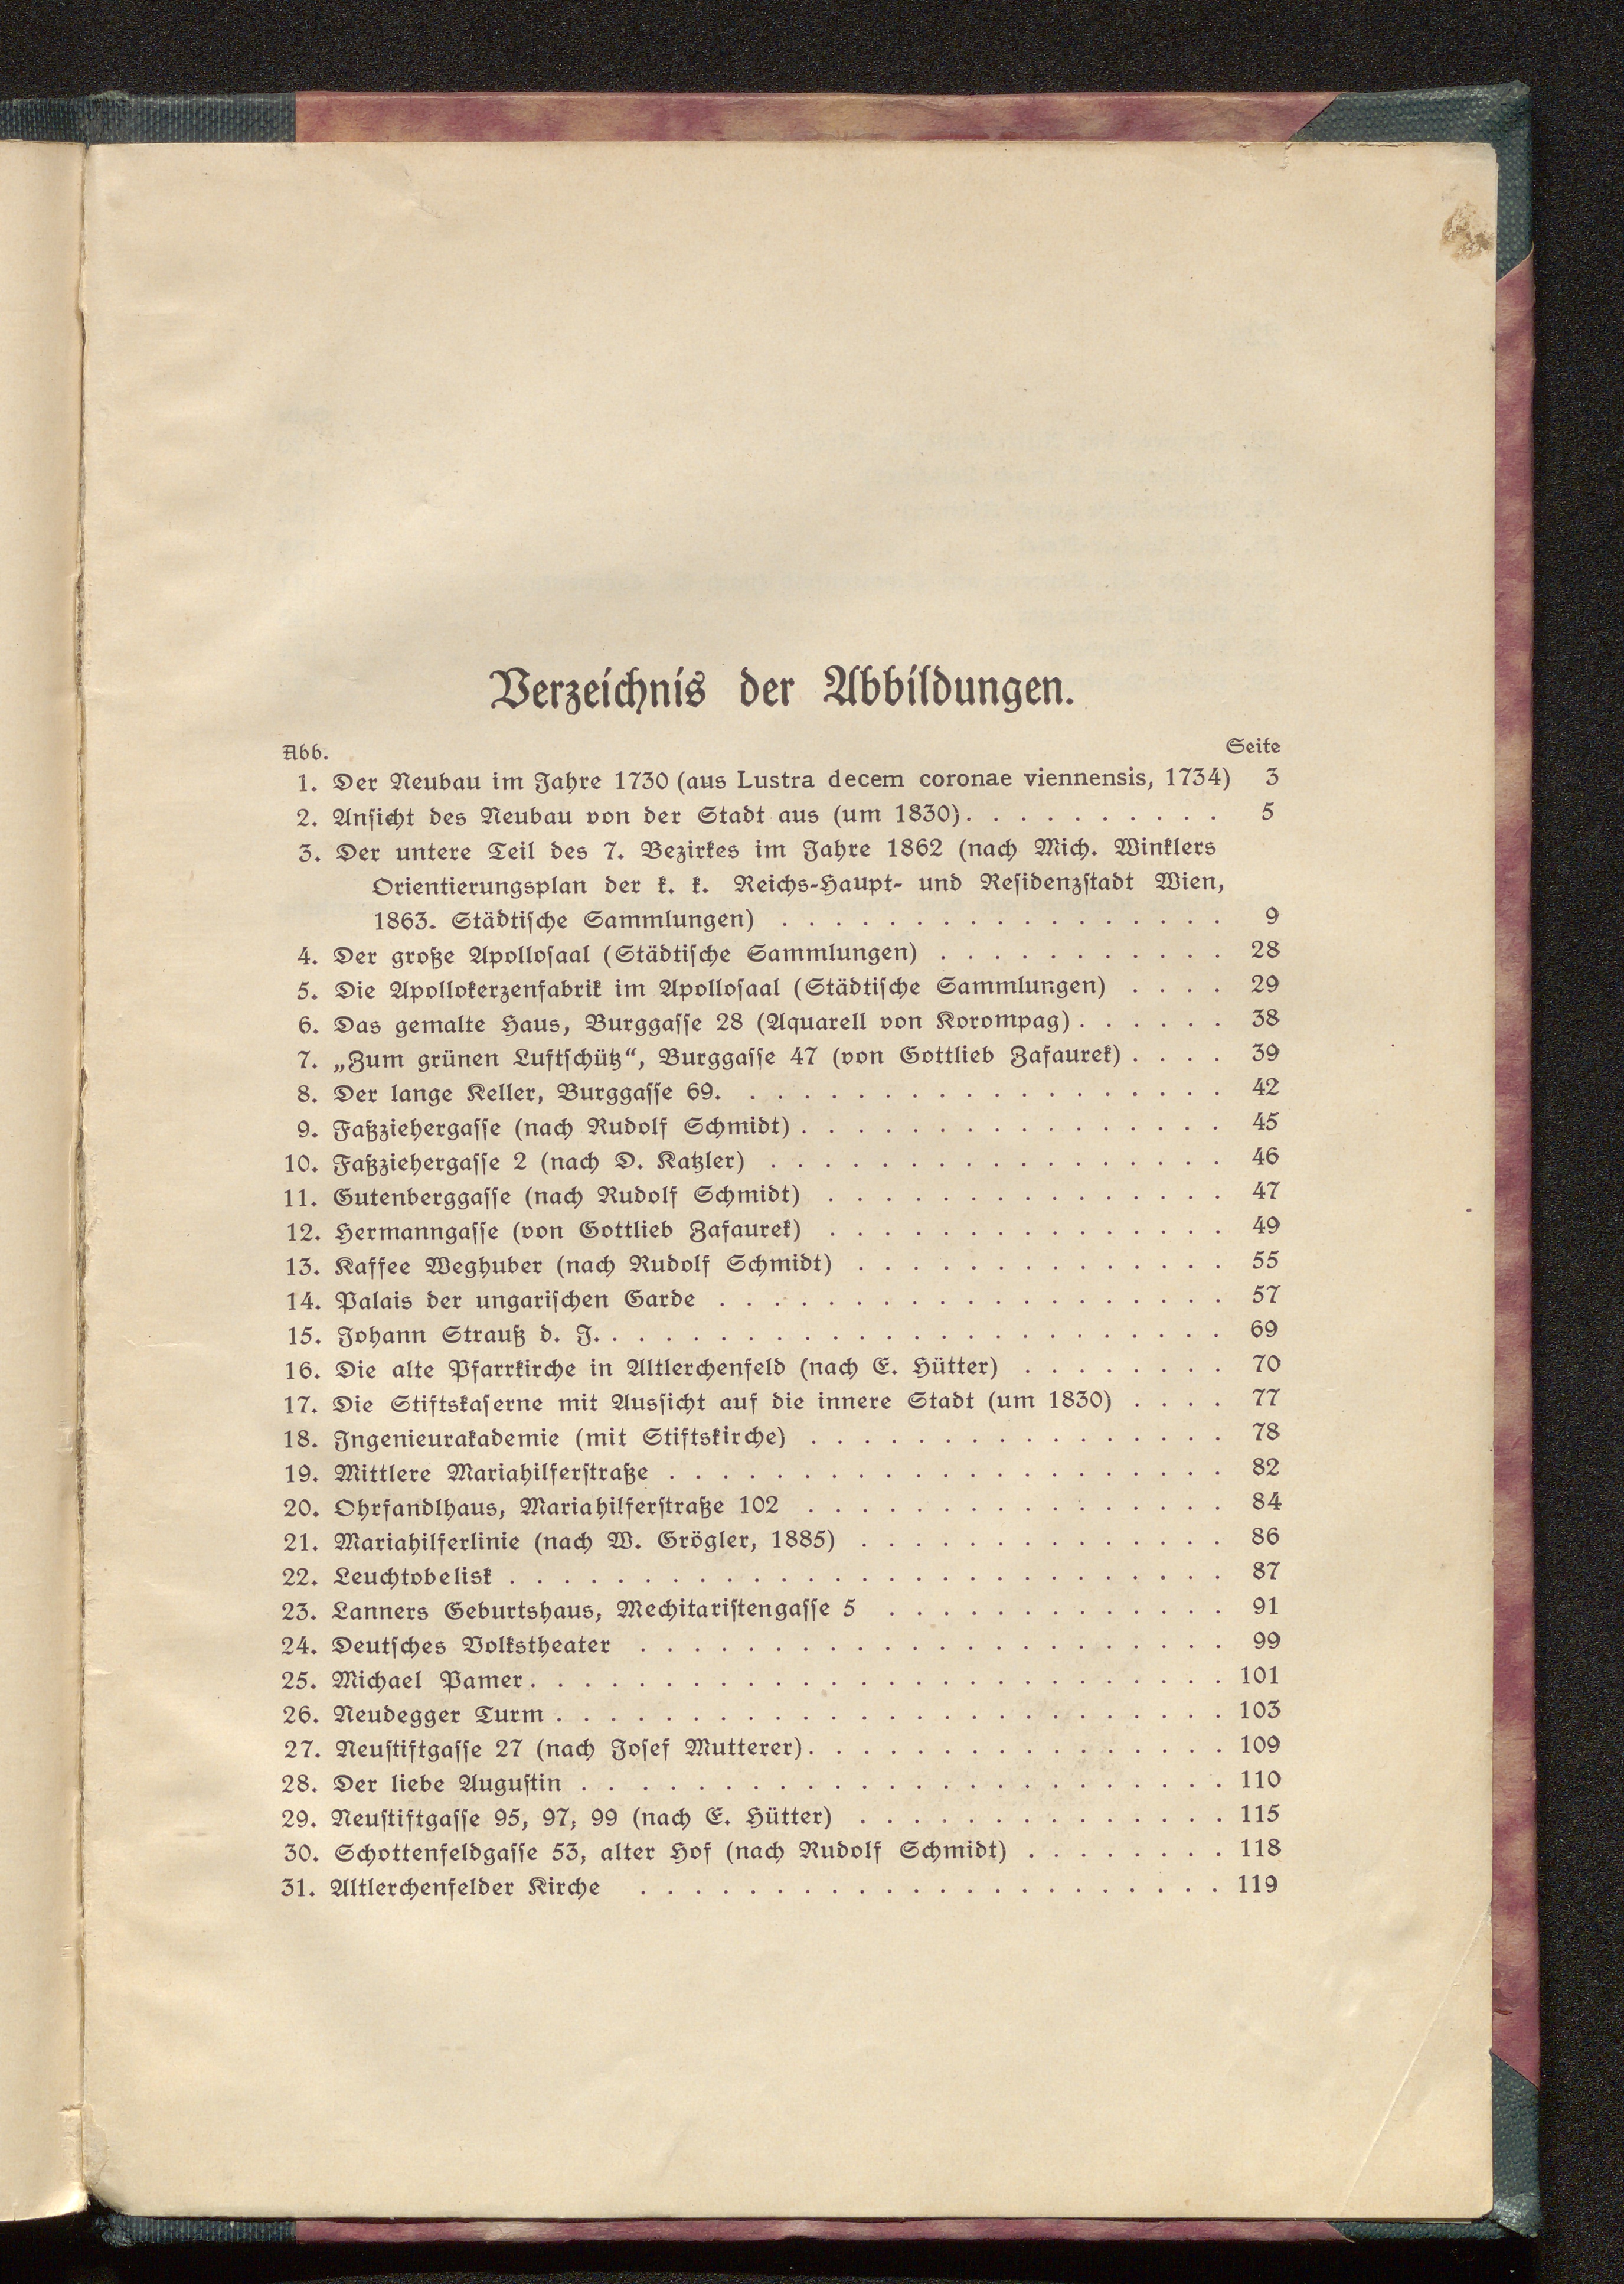 Verzeichnis der Abbildungen.
Abb. Seite
1. Der Neubau im Jahre 1730 (aus Lustra decem coronae viennensis, 1734) 3
2. Ansicht des Neubau von der Stadt aus (um 1830). . . . . . . . . . 5
3. Der untere Teil des 7. Bezirkes im Jahre 1862 (nach Mich. Winklers
Orientierungsplan der k. k. Reichs-Haupt- und Residenzstadt Wien,
1863. Städtische Sammlungen) . . . . . . . . . . . . . . . . . 9
4. Der große Apollosaal (Städtische Sammlungen) . . . . . . . . . . . 28
5. Die Apollokerzenfabrik im Apollosaal (Städtische Sammlungen) . . . . 29
6. Das gemalte Haus, Burggasse 28 (Aquarell von Korompag) . . . . . . 38
7. „Zum grünen Luftschütz“, Burggasse 47 (von Gottlieb Zafaurek) . . . . 39
8. Der lange Keller, Burggasse 69. . . . . . . . . . . . . . . . . . . 42
9. Faßziehergasse (nach Rudolf Schmidt) . . . . . . . . . . . . . . . . 45
10. Faßziehergasse 2 (nach D. Katzler) . . . . . . . . . . . . . . . . . 46
11. Gutenberggasse (nach Rudolf Schmidt) . . . . . . . . . . . . . . . 47
12. Hermanngasse (von Gottlieb Zafaurek) . . . . . . . . . . . . . . . 49
13. Kaffee Weghuber (nach Rudolf Schmidt) . . . . . . . . . . . . . . 55
14. Palais der ungarischen Garde . . . . . . . . . . . . . . . . . . . 57
15. Johann Strauß d. J. . . . . . . . . . . . . . . . . . . . . . . . 69
16. Die alte Pfarrkirche in Altlerchenfeld (nach E. Hütter) . . . . . . . . 70
17. Die Stiftskaserne mit Aussicht auf die innere Stadt (um 1830) . . . . 77
18. Ingenieurakademie (mit Stiftskirche) . . . . . . . . . . . . . . . . 78
19. Mittlere Mariahilferstraße . . . . . . . . . . . . . . . . . . . . . 82
20. Ohrfandlhaus, Mariahilferstraße 102 . . . . . . . . . . . . . . . . 84
21. Mariahilferlinie (nach W. Grögler, 1885) . . . . . . . . . . . . . . 86
22. Leuchtobelisk . . . . . . . . . . . . . . . . . . . . . . . . . . . 87
23. Lanners Geburtshaus, Mechitaristengasse 5 . . . . . . . . . . . . . 91
24. Deutsches Volkstheater . . . . . . . . . . . . . . . . . . . . . . 99
25. Michael Pamer . . . . . . . . . . . . . . . . . . . . . . . . . . 101
26. Neudegger Turm . . . . . . . . . . . . . . . . . . . . . . . . . 103
27. Neustiftgasse 27 (nach Josef Mutterer). . . . . . . . . . . . . . . . 109
28. Der liebe Augustin . . . . . . . . . . . . . . . . . . . . . . . . 110
29. Neustiftgasse 95, 97, 99 (nach E. Hütter) . . . . . . . . . . . . . . 115
30. Schottenfeldgasse 53, alter Hof (nach Rudolf Schmidt) . . . . . . . . 118
31. Altlerchenfelder Kirche . . . . . . . . . . . . . . . . . . . . . . 119